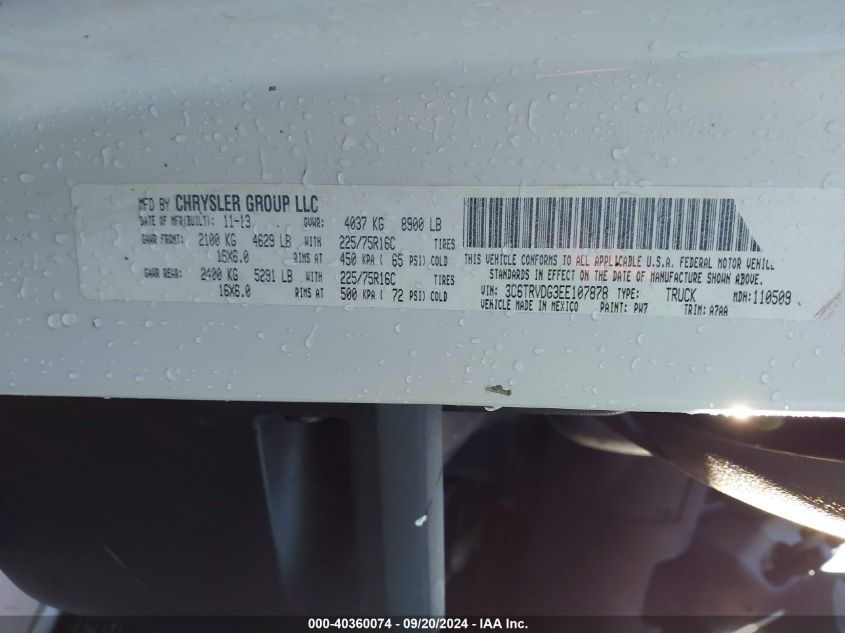 MFD BY CHRYSLER GROUP LLC
DATE OF MFR(BUILT): 11-13 GVWR: 4037 KG 8900 LB
GAWR FRONT: 2100 KG 4629 LB WITH 225/75R16C TIRES
16X6.0 RIMS AT 450 KPA ( 65 PSI) COLD
GAWR REAR: 2400 KG 5291 LB WITH 225/75R16C TIRES
16X6.0 RIMS AT 500 KPA ( 72 PSI) COLD
THIS VEHICLE CONFORMS TO ALL APPLICABLE U.S.A. FEDERAL MOTOR VEHICL
STANDARDS IN EFFECT ON THE DATE OF MANUFACTURE SHOWN ABOVE.
VIN: 3C6TRVDG3EE107878 TYPE: TRUCK MDH: 110509
VEHICLE MADE IN MEXICO PAINT: PW7 TRIM: A7AA
000-40360074 - 09/20/2024 - IAA Inc.